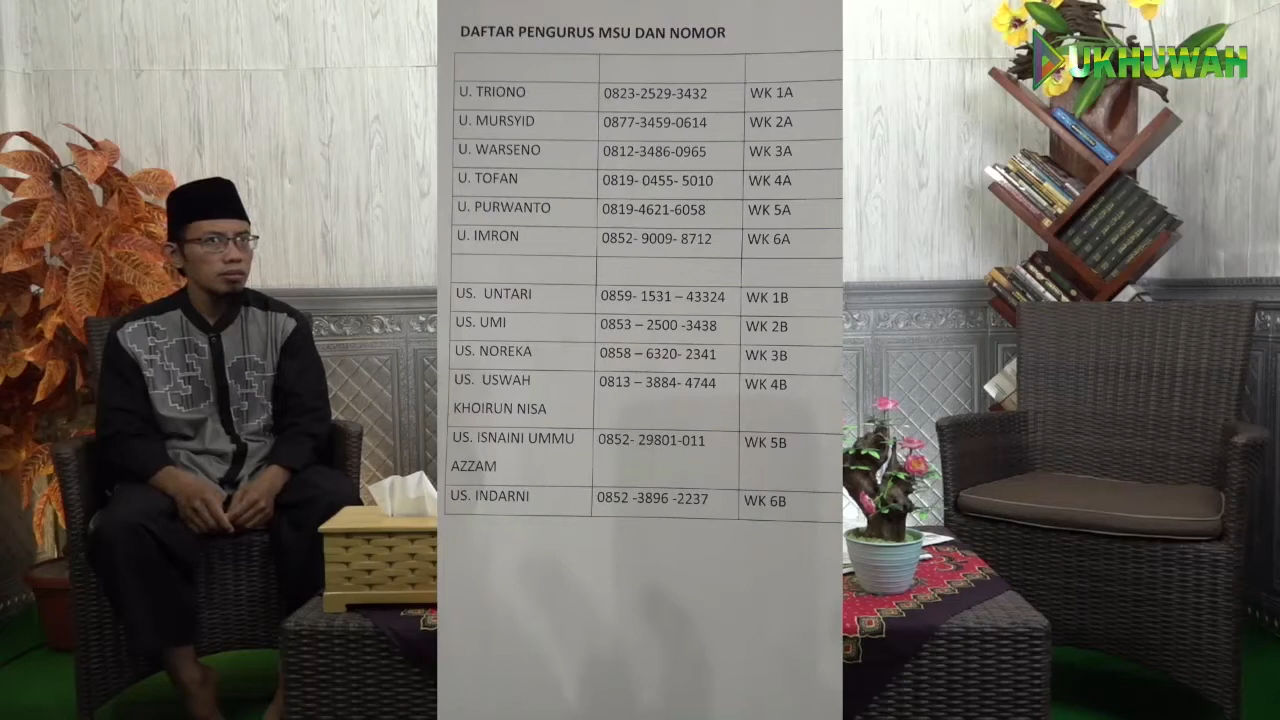 DAFTAR PENGURUS MSU DAN NOMOR
UKHUWAH
U. TRIONO 0823-2529-3432 WK 1A
U. MURSYID 0877-3459-0614 WK 2A
U. WARSENO 0812-3486-0965 WK 3A
U. TOFAN 0819- 0455- 5010 WK 4A
U. PURWANTO 0819-4621-6058 WK 5A
U. IMRON 0852- 9009- 8712 WK 6A
US. UNTARI 0859- 1531 – 43324 WK 1B
US. UMI 0853 – 2500 -3438 WK 2B
US. NOREKA 0858 – 6320- 2341 WK 3B
US. USWAH 0813 – 3884- 4744 WK 4B
KHOIRUN NISA
US. ISNAINI UMMU 0852- 29801-011 WK 5B
AZZAM
US. INDARNI 0852 -3896 -2237 WK 6B